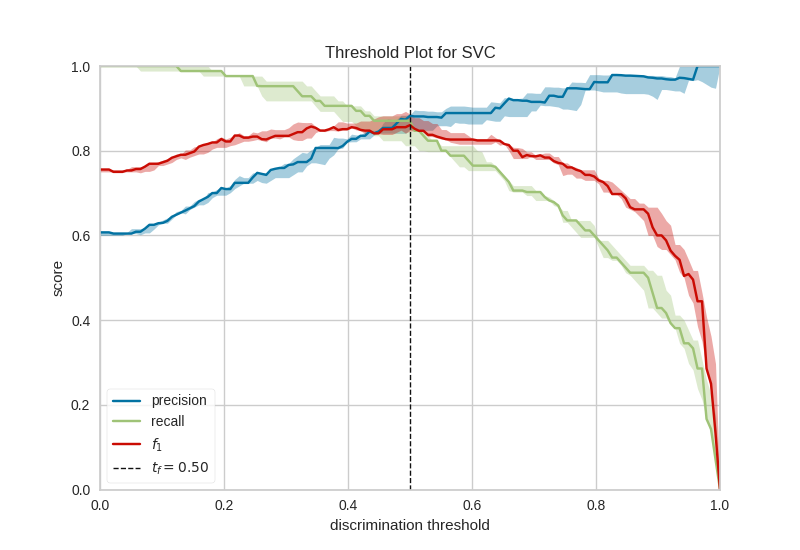 Threshold Plot for SVC
1.0
0.8
0.6
0.4
0.2
0.0
score
precision
recall
f₁
t_f = 0.50
0.0 0.2 0.4 0.6 0.8 1.0
discrimination threshold